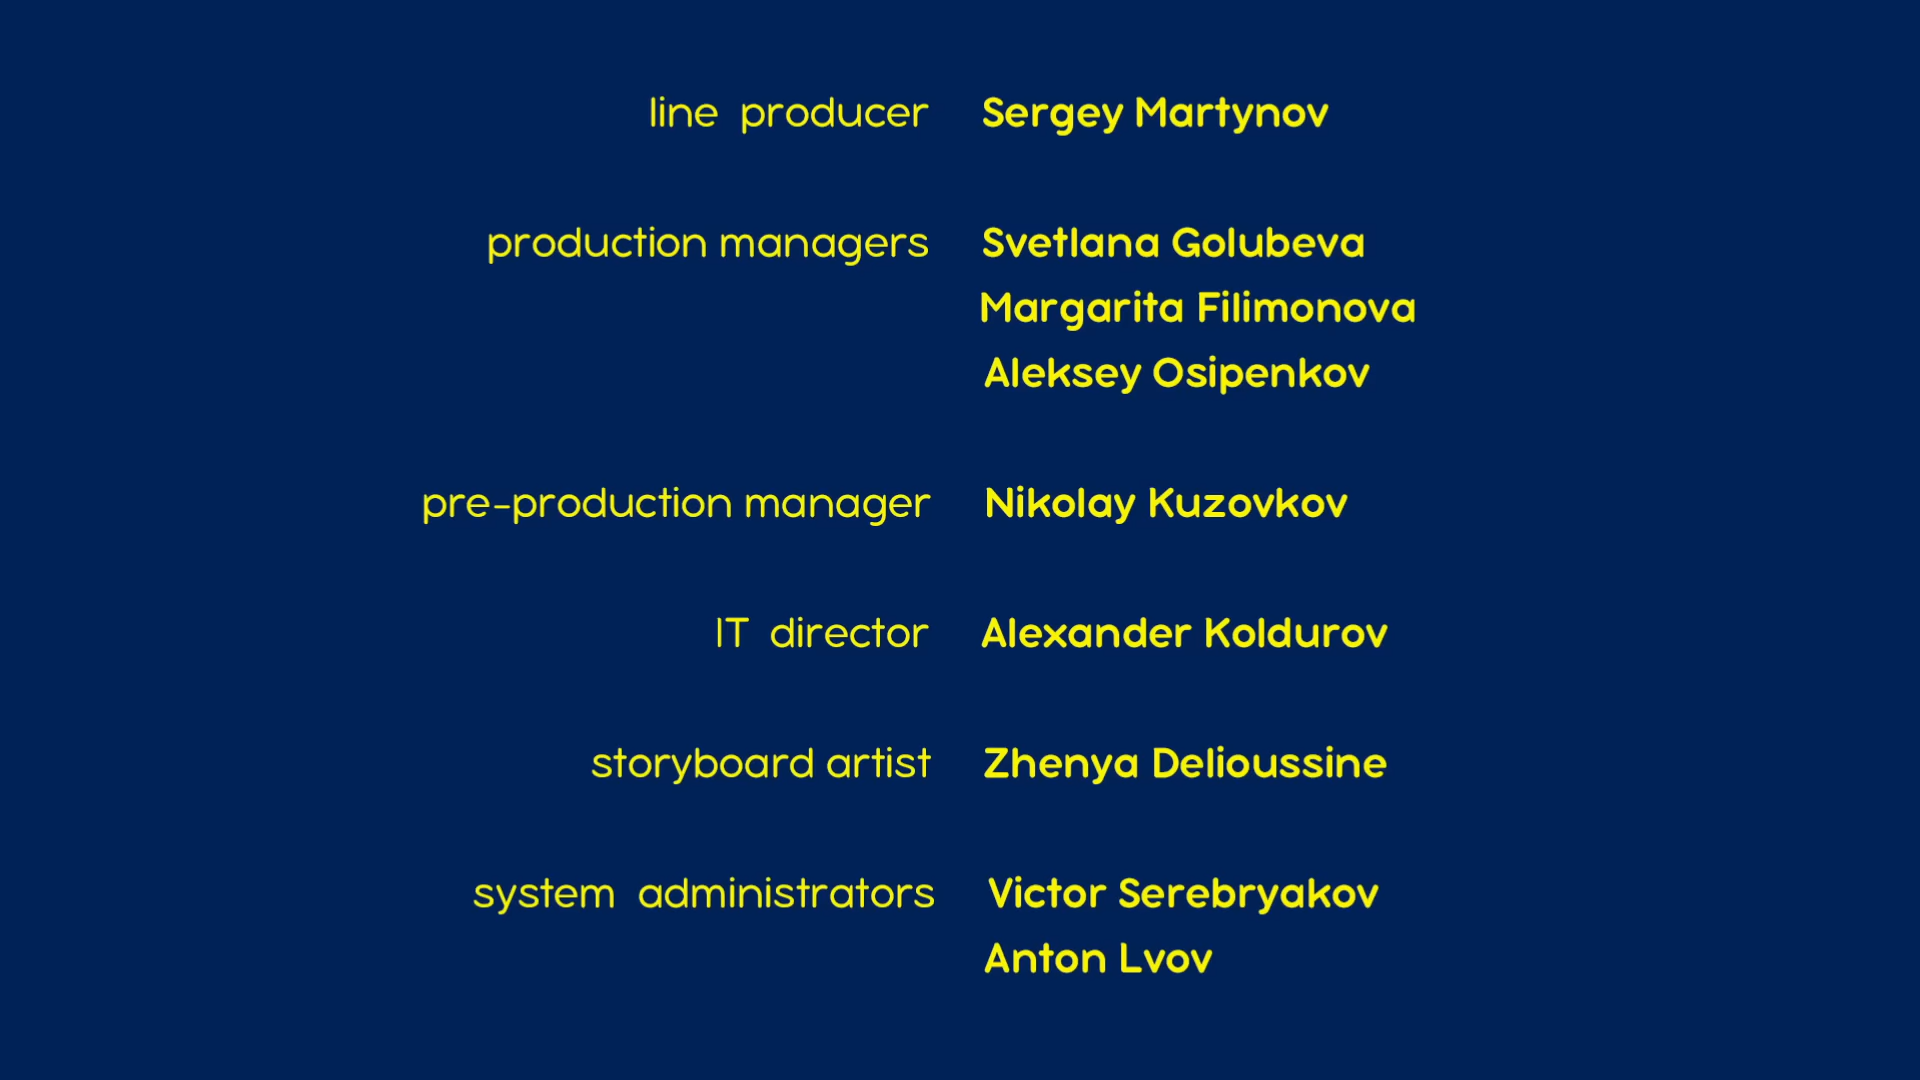 line producer Sergey Martynov
production managers Svetlana Golubeva
Margarita Filimonova
Aleksey Osipenkov
pre-production manager Nikolay Kuzovkov
IT director Alexander Koldurov
storyboard artist Zhenya Delioussine
system administrators Victor Serebryakov
Anton Lvov